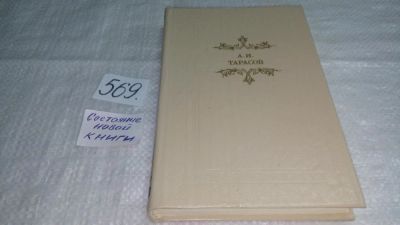 А. И.
ТАРАСОВ
569.
Состояние
новой
книги